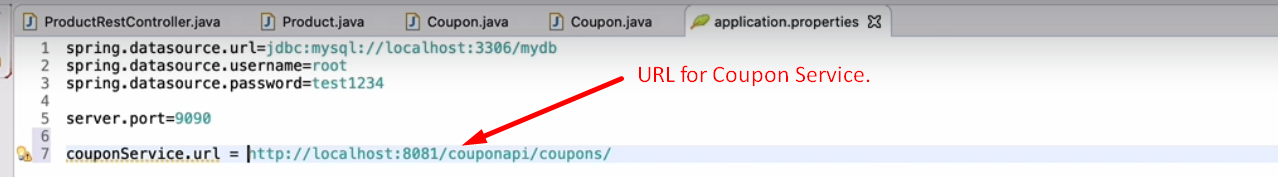 ProductRestController.java Product.java Coupon.java Coupon.java application.properties
1 spring.datasource.url=jdbc:mysql://localhost:3306/mydb
2 spring.datasource.username=root
3 spring.datasource.password=test1234
URL for Coupon Service.
4
5 server.port=9090
6
7 couponService.url = http://localhost:8081/couponapi/coupons/